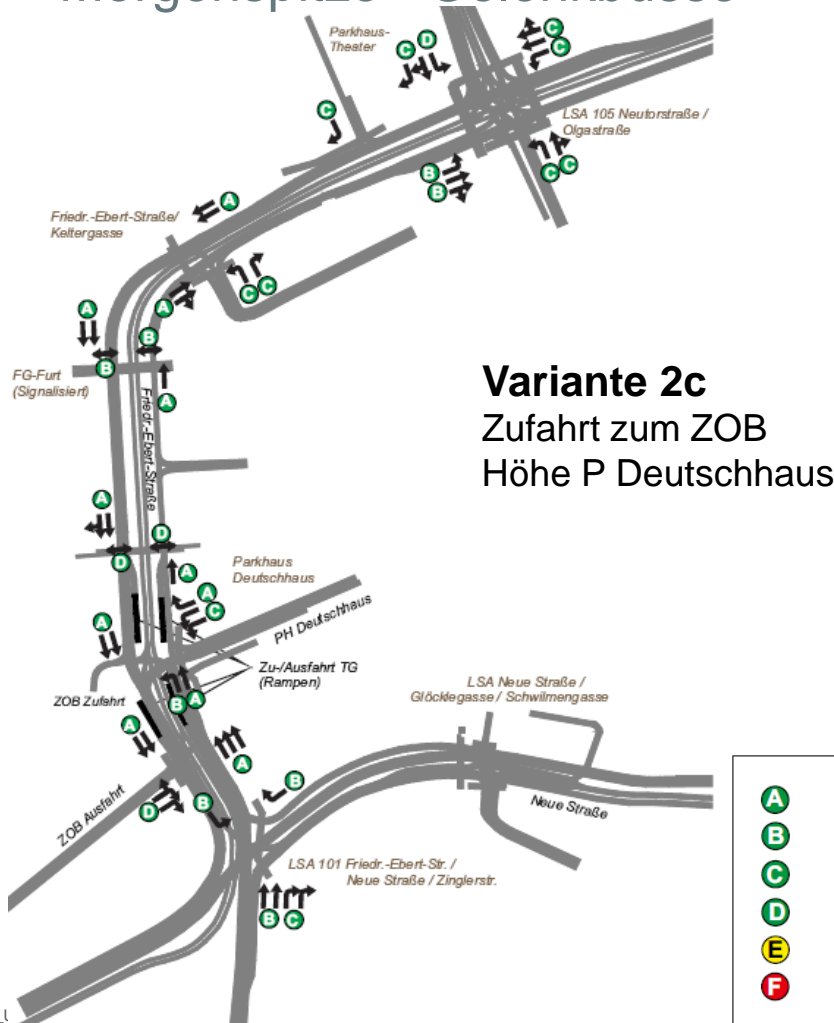 Parkhaus-
Theater
C
D
C
C
C
LSA 105 Neutorstraße /
Olgastraße
B
B
C
C
A
Friedr.-Ebert-Straße/
Keltergasse
C
C
A
A
B
B
FG-Furt
(Signalisiert)
A
Friedr.-Ebert-Straße
Variante 2c
Zufahrt zum ZOB
Höhe P Deutschhaus
A
D
D
Parkhaus
Deutschhaus
A
A
C
A
PH Deutschhaus
Zu-/Ausfahrt TG
(Rampen)
ZOB Zufahrt
B
A
A
LSA Neue Straße /
Glöcklegasse / Schwilmengasse
A
B
D
B
ZOB Ausfahrt
Neue Straße
LSA 101 Friedr.-Ebert-Str. /
Neue Straße / Zinglerstr.
B
C
A
B
C
D
E
F